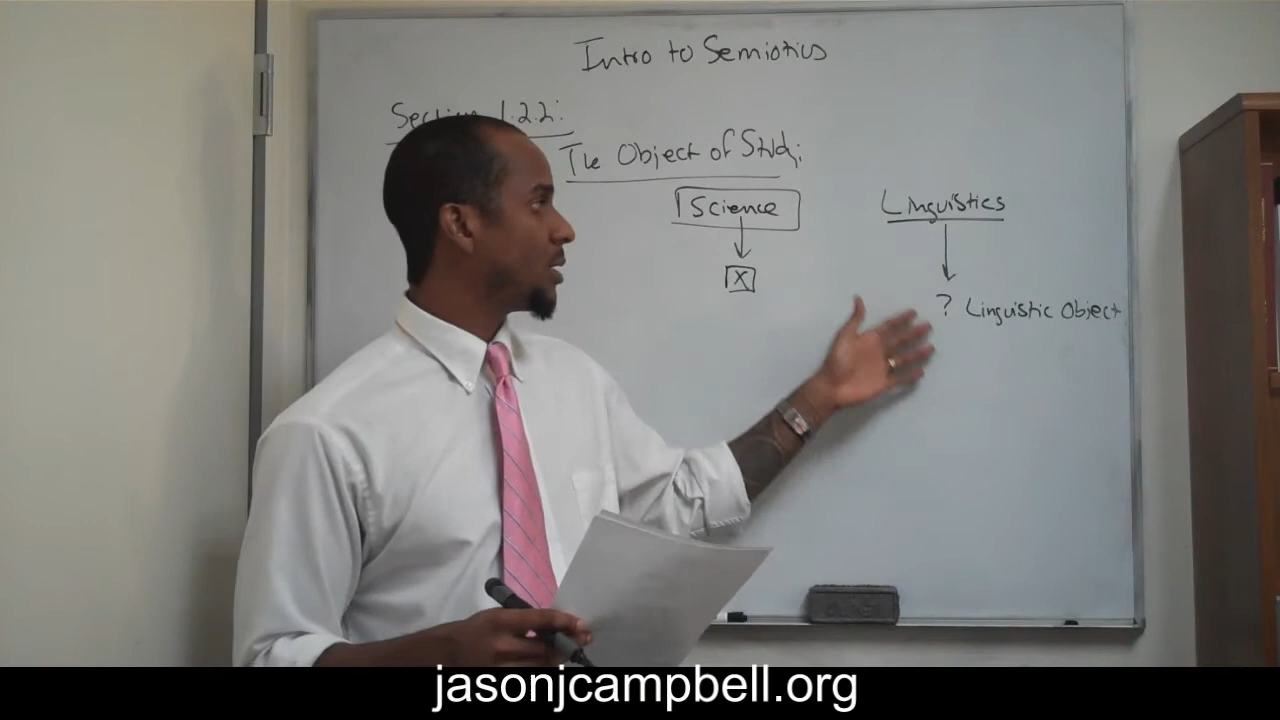 Intro to Semiotics
Section 1.2.2:
The Object of Study:
Science
X
Linguistics
? Linguistic Object
jasonjcampbell.org